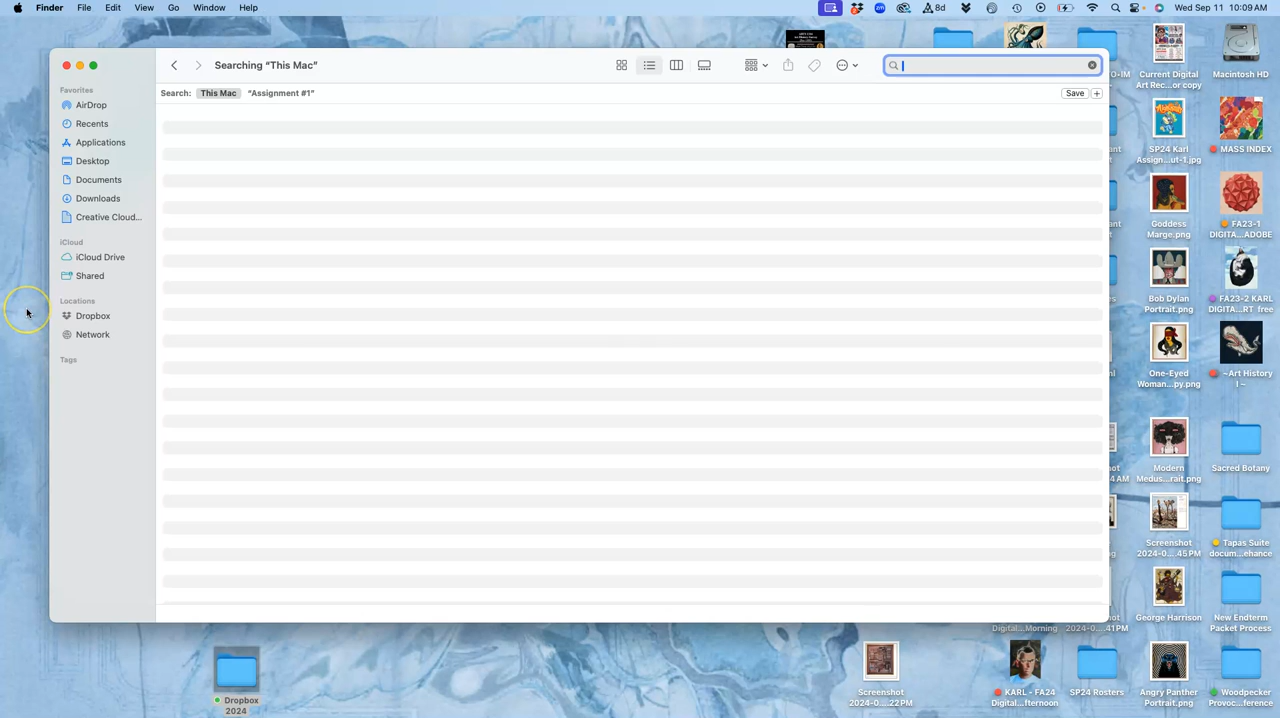 Finder File Edit View Go Window Help
8d
Wed Sep 11 10:09 AM
Searching “This Mac”
Search: This Mac “Assignment #1” Save
Favorites
AirDrop
Recents
Applications
Desktop
Documents
Downloads
Creative Cloud...
iCloud
iCloud Drive
Shared
Locations
Dropbox
Network
Tags
Current Digital
Art Rec...or copy
Macintosh HD
SP24 Karl
Assign...ut-1.jpg
MASS INDEX
Goddess
Marge.png
FA23-1
DIGITA...ADOBE
Bob Dylan
Portrait.png
FA23-2 KARL
DIGITA...RT free
One-Eyed
Woman...py.png
~Art History
I ~
Modern
Medus...rait.png
Sacred Botany
Screenshot
2024-0....45 PM
Tapas Suite
docum...ehance
George Harrison
New Endterm
Packet Process
Digital...Morning
2024-0....41 PM
Dropbox
2024
Screenshot
2024-0....22 PM
KARL - FA24
Digital...fternoon
SP24 Rosters
Angry Panther
Portrait.png
Woodpecker
Provoc...ference